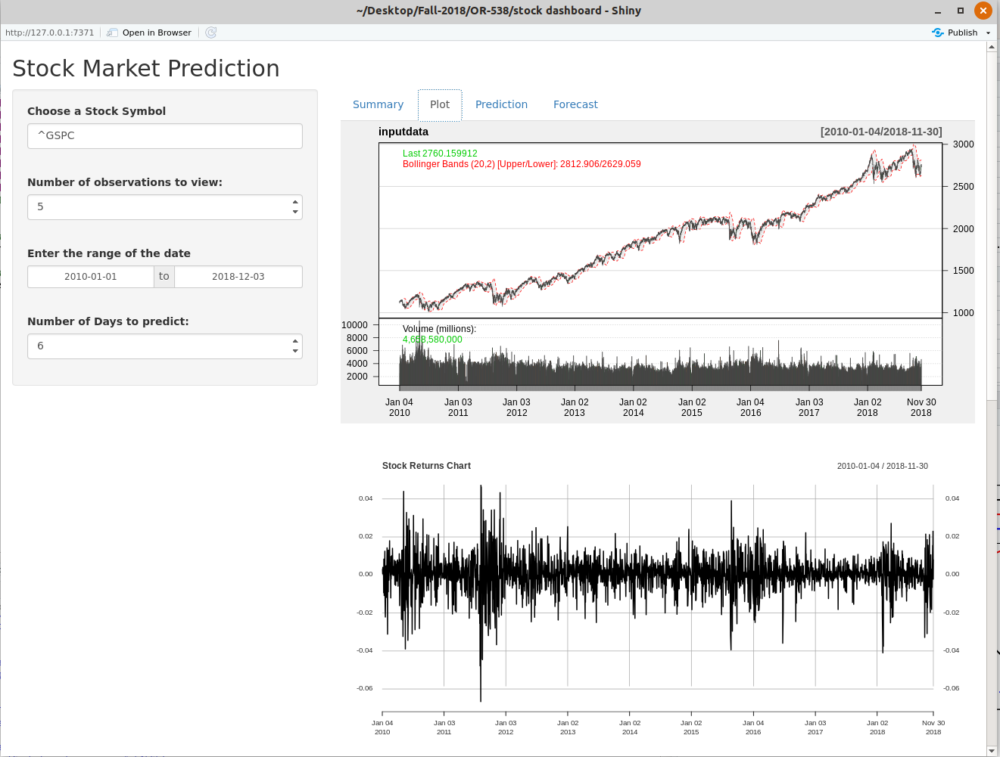 ~/Desktop/Fall-2018/OR-538/stock dashboard - Shiny
http://127.0.0.1:7371 Open in Browser Publish
Stock Market Prediction
Choose a Stock Symbol
^GSPC
Number of observations to view:
5
Enter the range of the date
2010-01-01 to 2018-12-03
Number of Days to predict:
6
Summary Plot Prediction Forecast
inputdata [2010-01-04/2018-11-30]
Last 2760.159912
Bollinger Bands (20,2) [Upper/Lower]: 2812.906/2629.059
3000
2500
2000
1500
1000
Volume (millions):
10000
8000
6000
4000
2000
Jan 04 Jan 03 Jan 03 Jan 02 Jan 02 Jan 02 Jan 04 Jan 03 Jan 02 Nov 30
2010 2011 2012 2013 2014 2015 2016 2017 2018 2018
Stock Returns Chart 2010-01-04 / 2018-11-30
0.04 0.04
0.02 0.02
0.00 0.00
-0.02 -0.02
-0.04 -0.04
-0.06 -0.06
Jan 04 Jan 03 Jan 03 Jan 02 Jan 02 Jan 02 Jan 04 Jan 03 Jan 02 Nov 30
2010 2011 2012 2013 2014 2015 2016 2017 2018 2018